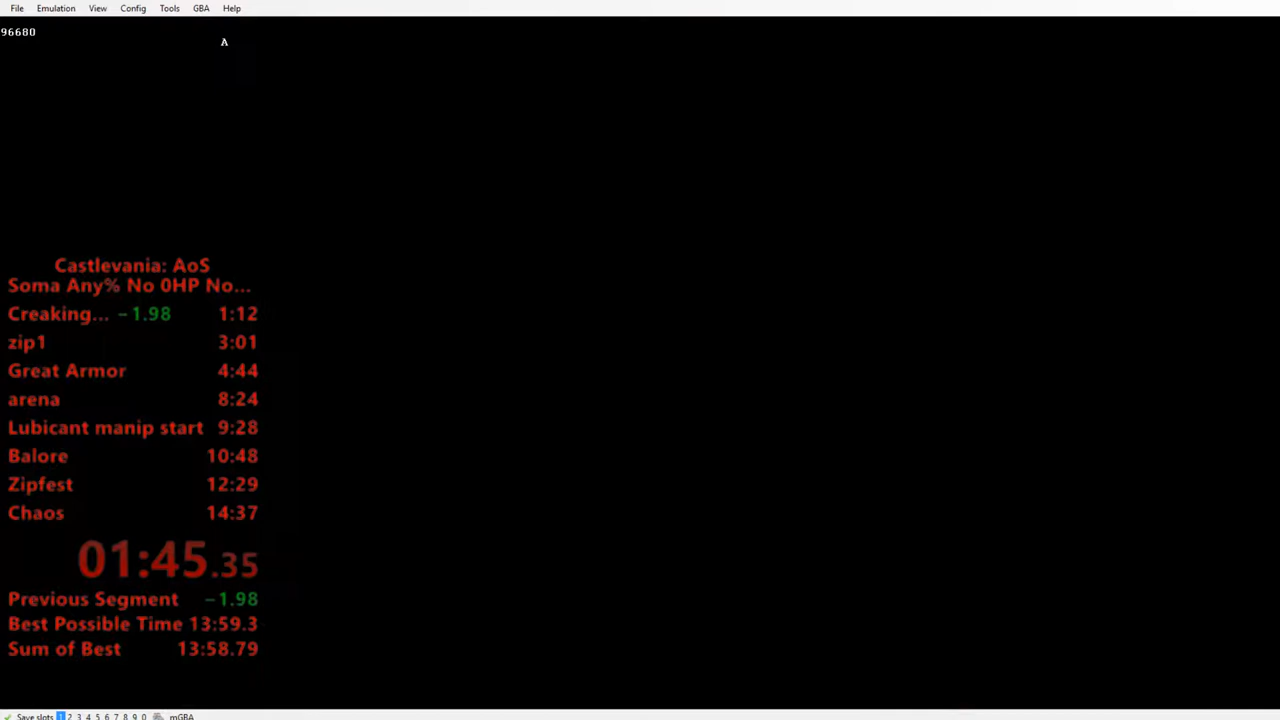 File Emulation View Config Tools GBA Help
96680
A
Castlevania: AoS
Soma Any% No 0HP No...
Creaking... -1.98 1:12
zip1 3:01
Great Armor 4:44
arena 8:24
Lubicant manip start 9:28
Balore 10:48
Zipfest 12:29
Chaos 14:37
01:45.35
Previous Segment -1.98
Best Possible Time 13:59.3
Sum of Best 13:58.79
Save slots 1 2 3 4 5 6 7 8 9 0 mGBA